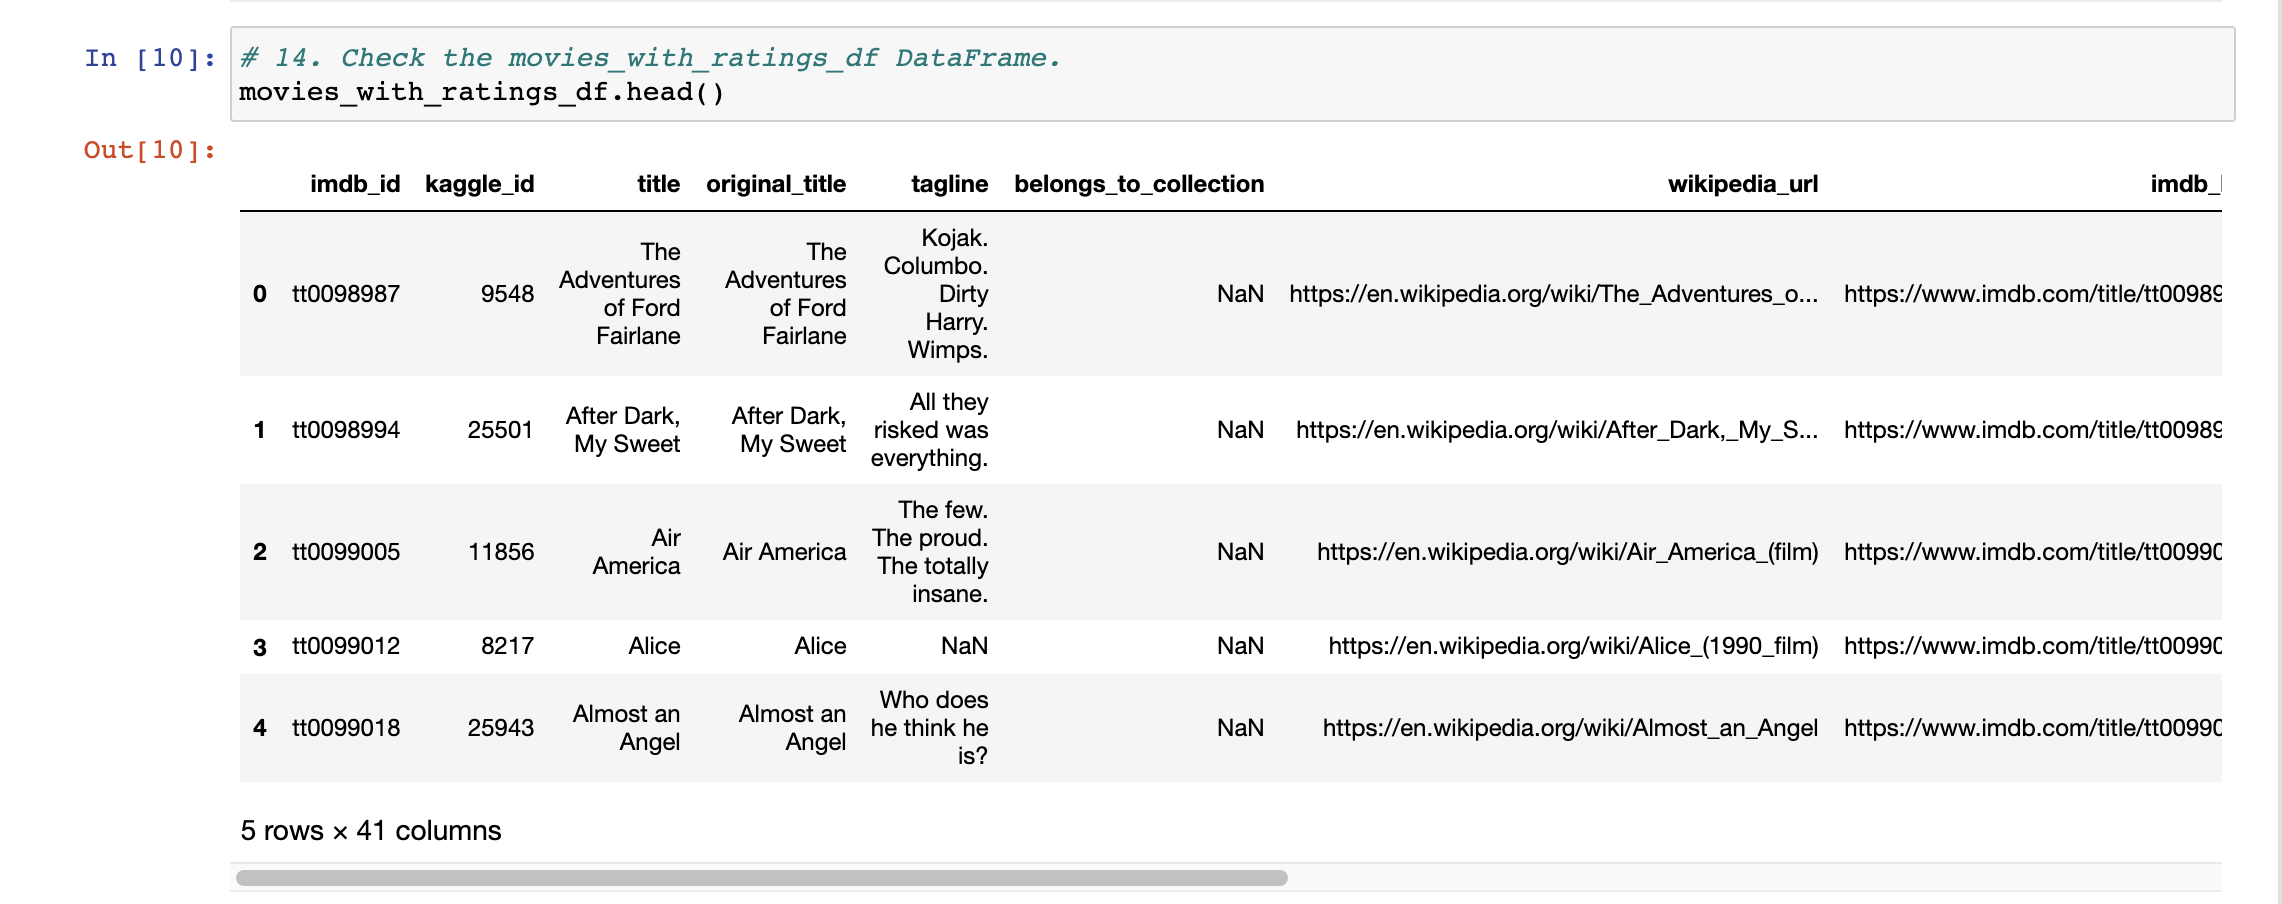 In [10]: # 14. Check the movies_with_ratings_df DataFrame.
movies_with_ratings_df.head()
Out[10]:
imdb_id kaggle_id title original_title tagline belongs_to_collection wikipedia_url imdb_
0 tt0098987 9548 The Adventures of Ford Fairlane The Adventures of Ford Fairlane Kojak. Columbo. Dirty Harry. Wimps. NaN https://en.wikipedia.org/wiki/The_Adventures_o... https://www.imdb.com/title/tt00989
1 tt0098994 25501 After Dark, My Sweet After Dark, My Sweet All they risked was everything. NaN https://en.wikipedia.org/wiki/After_Dark,_My_S... https://www.imdb.com/title/tt00989
2 tt0099005 11856 Air America Air America The few. The proud. The totally insane. NaN https://en.wikipedia.org/wiki/Air_America_(film) https://www.imdb.com/title/tt00990
3 tt0099012 8217 Alice Alice NaN NaN https://en.wikipedia.org/wiki/Alice_(1990_film) https://www.imdb.com/title/tt00990
4 tt0099018 25943 Almost an Angel Almost an Angel Who does he think he is? NaN https://en.wikipedia.org/wiki/Almost_an_Angel https://www.imdb.com/title/tt00990
5 rows × 41 columns